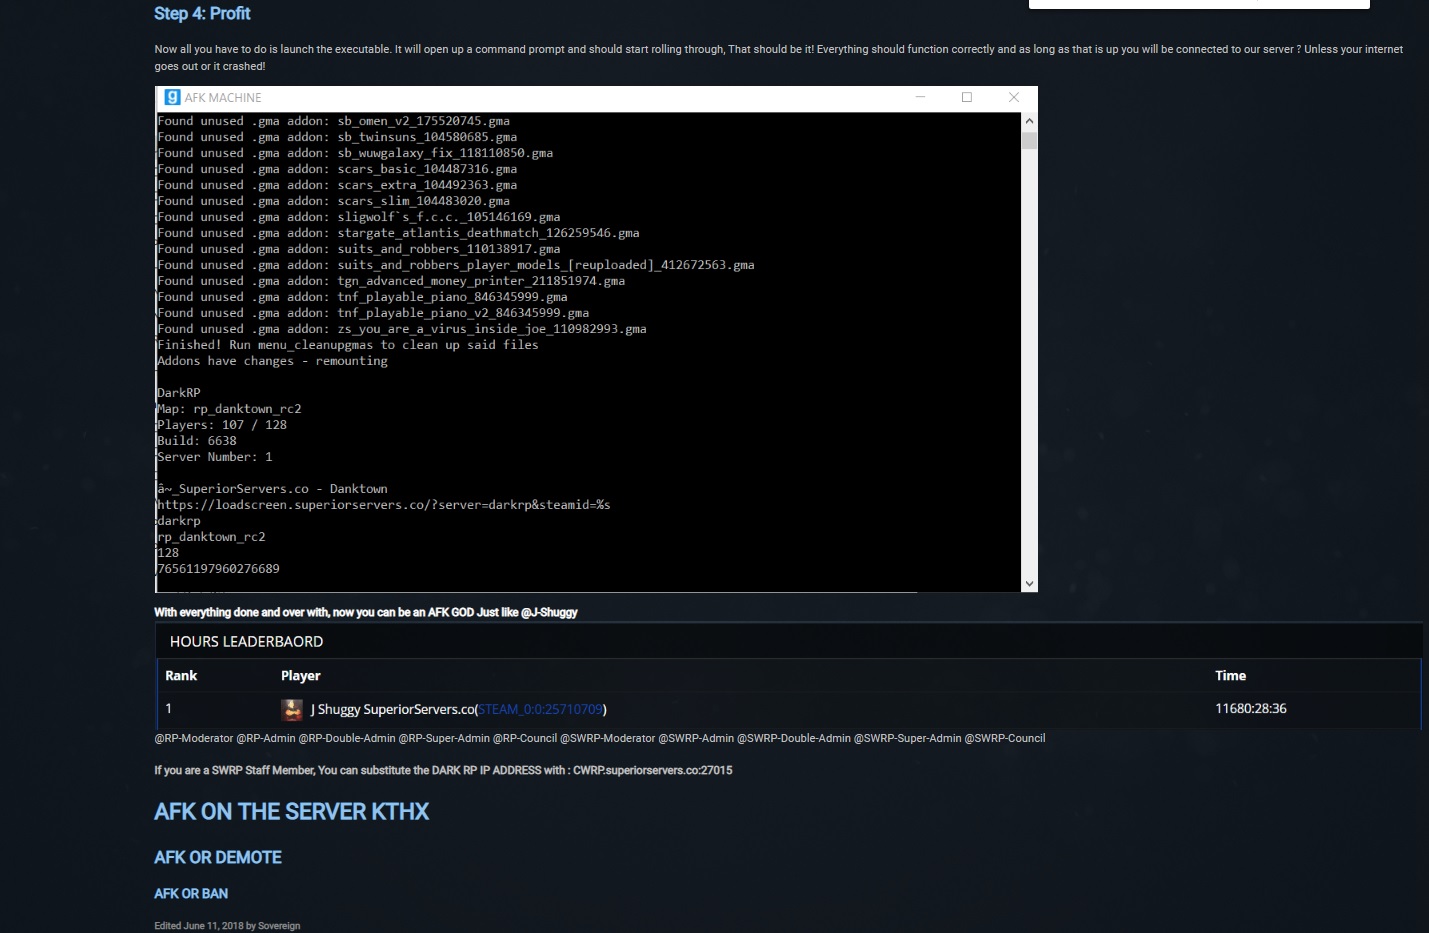 Step 4: Profit
Now all you have to do is launch the executable. It will open up a command prompt and should start rolling through, That should be it! Everything should function correctly and as long as that is up you will be connected to our server ? Unless your internet
goes out or it crashed!
AFK MACHINE
Found unused .gma addon: sb_omen_v2_175520745.gma
Found unused .gma addon: sb_twinsuns_104580685.gma
Found unused .gma addon: sb_wuwgalaxy_fix_118110850.gma
Found unused .gma addon: scars_basic_104487316.gma
Found unused .gma addon: scars_extra_104492363.gma
Found unused .gma addon: scars_slim_104483020.gma
Found unused .gma addon: sligwolf`s_f.c.c._105146169.gma
Found unused .gma addon: stargate_atlantis_deathmatch_126259546.gma
Found unused .gma addon: suits_and_robbers_110138917.gma
Found unused .gma addon: suits_and_robbers_player_models_[reuploaded]_412672563.gma
Found unused .gma addon: tgn_advanced_money_printer_211851974.gma
Found unused .gma addon: tnf_playable_piano_846345999.gma
Found unused .gma addon: tnf_playable_piano_v2_846345999.gma
Found unused .gma addon: zs_you_are_a_virus_inside_joe_110982993.gma
Finished! Run menu_cleanupgmas to clean up said files
Addons have changes - remounting
DarkRP
Map: rp_danktown_rc2
Players: 107 / 128
Build: 6638
Server Number: 1
â~_SuperiorServers.co - Danktown
https://loadscreen.superiorservers.co/?server=darkrp&steamid=%s
darkrp
rp_danktown_rc2
128
76561197960276689
With everything done and over with, now you can be an AFK GOD Just like @J-Shuggy
HOURS LEADERBAORD
Rank Player Time
1 J Shuggy SuperiorServers.co(STEAM_0:0:25710709) 11680:28:36
@RP-Moderator @RP-Admin @RP-Double-Admin @RP-Super-Admin @RP-Council @SWRP-Moderator @SWRP-Admin @SWRP-Double-Admin @SWRP-Super-Admin @SWRP-Council
If you are a SWRP Staff Member, You can substitute the DARK RP IP ADDRESS with : CWRP.superiorservers.co:27015
AFK ON THE SERVER KTHX
AFK OR DEMOTE
AFK OR BAN
Edited June 11, 2018 by Sovereign